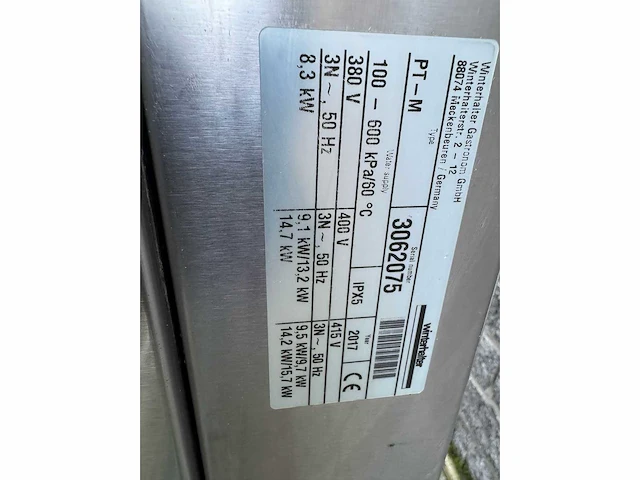 Winterhalter Gastronom GmbH
Winterhalterstr. 2 - 12
88074 Meckenbeuren / Germany
winterhalter
Type
Serial number
PT-M
3062075
Water supply
100 - 600 kPa/60 °C
IPX5
2017
CE
380 V
400 V
415 V
3N ~, 50 Hz
3N ~, 50 Hz
3N ~, 50 Hz
8,3 kW
9,1 kW/13,2 kW
9,5 kW/9,7 kW
14,7 kW
14,2 kW/15,7 kW